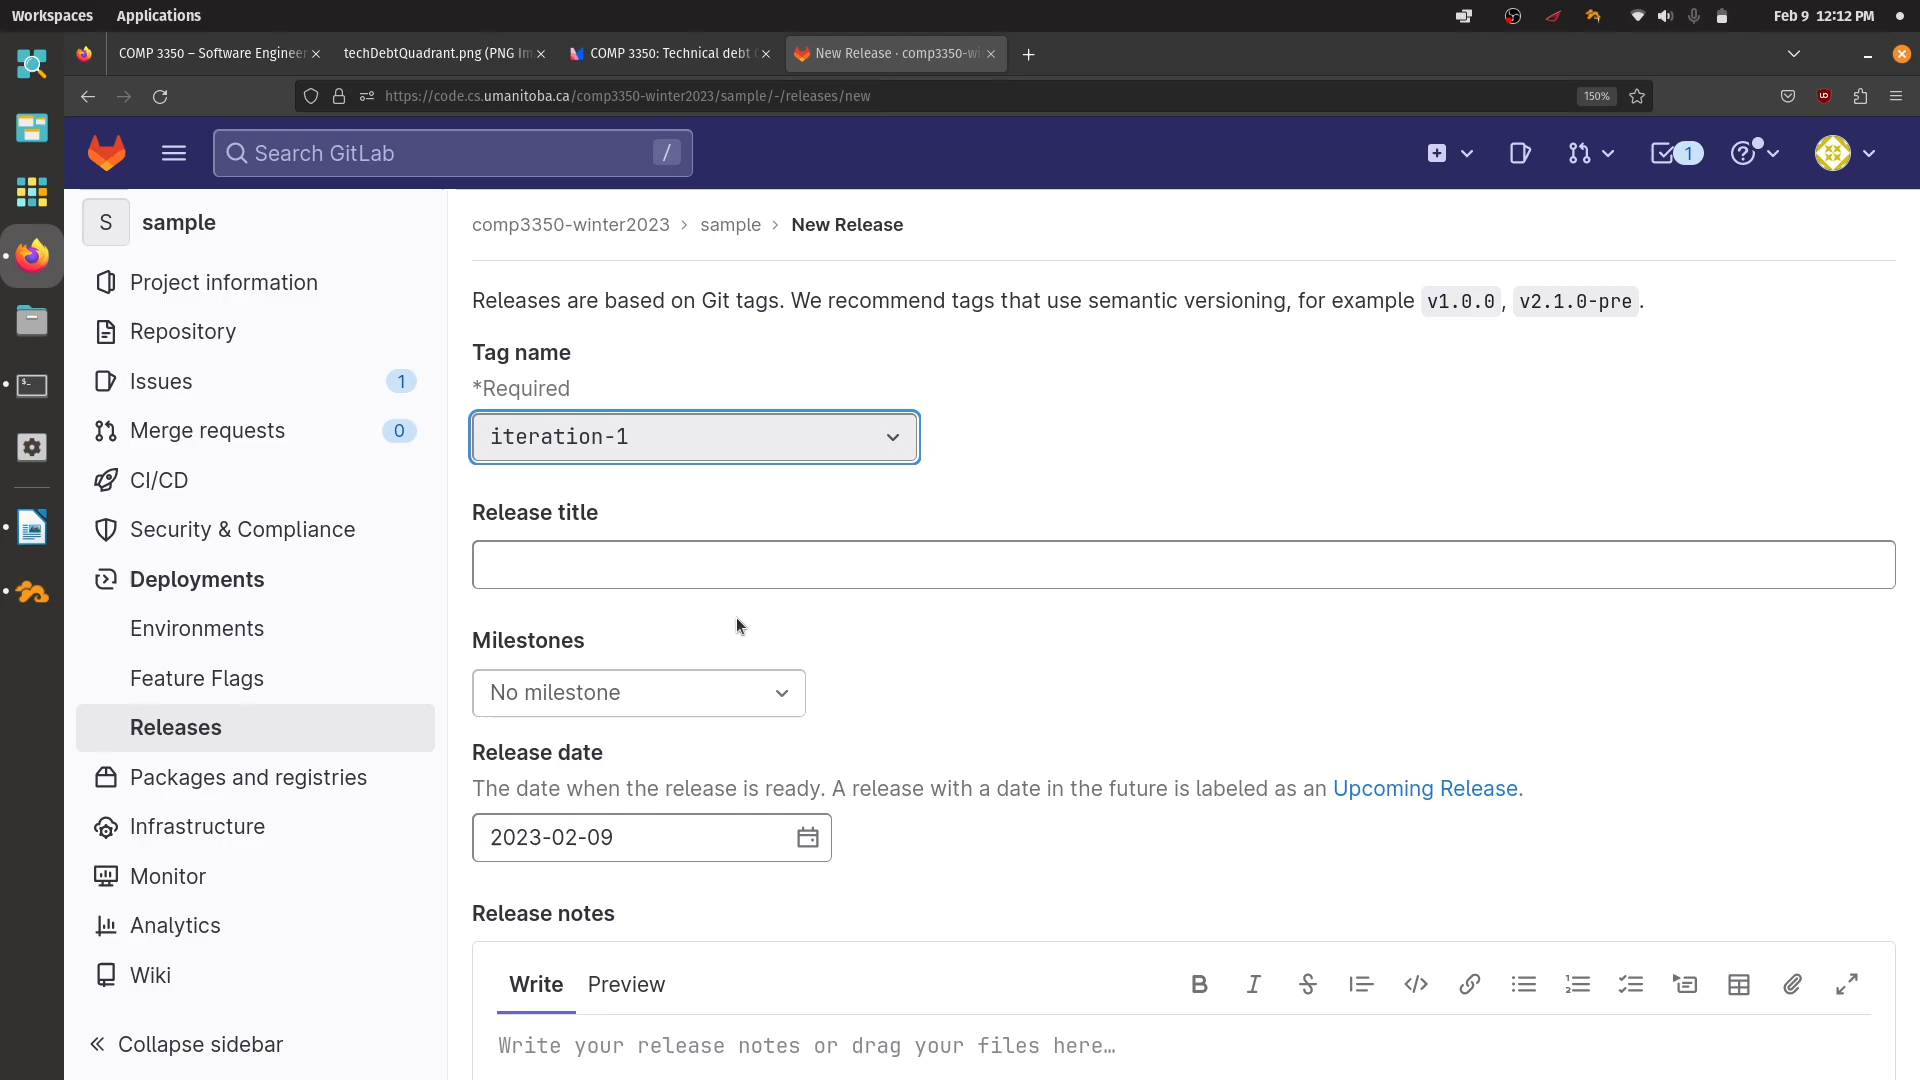 Workspaces Applications Feb 9 12:12 PM
COMP 3350 – Software Engineer techDebtQuadrant.png (PNG Im COMP 3350: Technical debt New Release · comp3350-wi
https://code.cs.umanitoba.ca/comp3350-winter2023/sample/-/releases/new 150%
Search GitLab / 1
S sample
Project information
Repository
Issues 1
Merge requests 0
CI/CD
Security & Compliance
Deployments
Environments
Feature Flags
Releases
Packages and registries
Infrastructure
Monitor
Analytics
Wiki
Collapse sidebar
comp3350-winter2023 › sample › New Release
Releases are based on Git tags. We recommend tags that use semantic versioning, for example v1.0.0, v2.1.0-pre.
Tag name
*Required
iteration-1
Release title
Milestones
No milestone
Release date
The date when the release is ready. A release with a date in the future is labeled as an Upcoming Release.
2023-02-09
Release notes
Write Preview
Write your release notes or drag your files here…